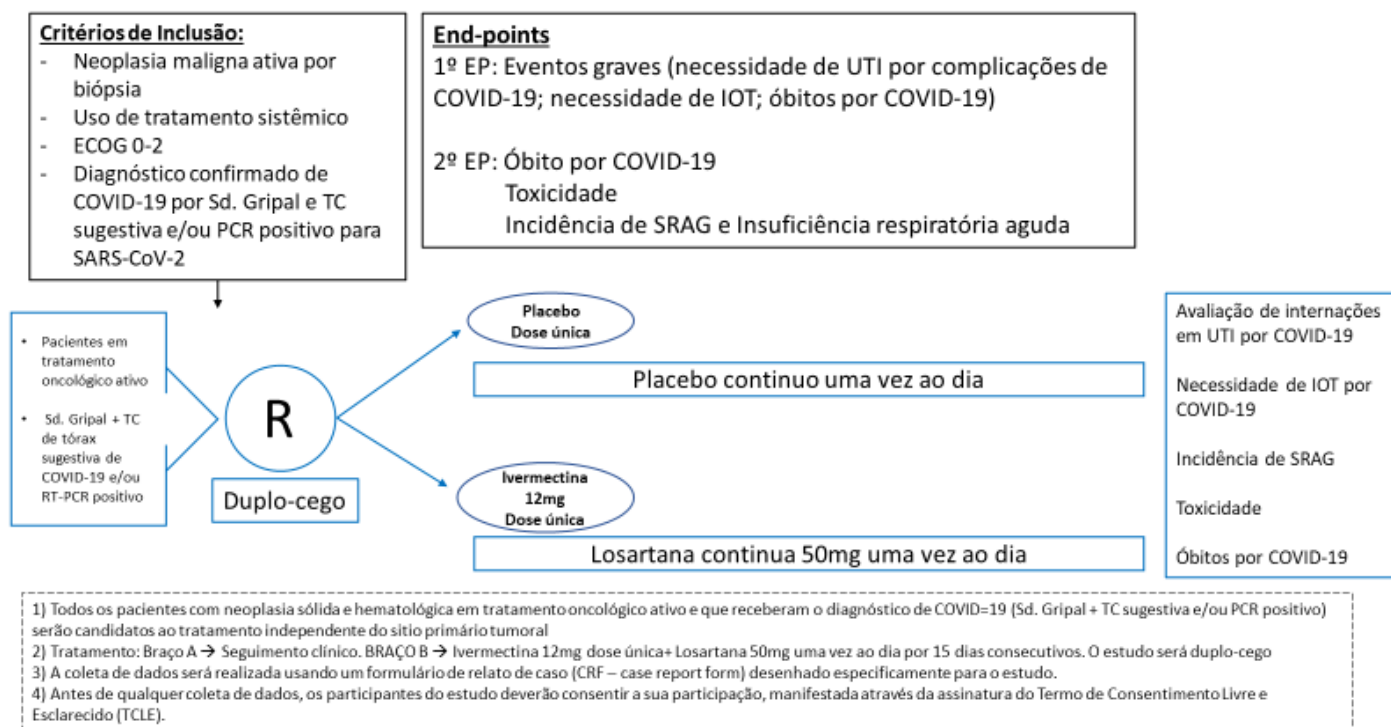 Critérios de Inclusão:
- Neoplasia maligna ativa por
biópsia
- Uso de tratamento sistêmico
- ECOG 0-2
- Diagnóstico confirmado de
COVID-19 por Sd. Gripal e TC
sugestiva e/ou PCR positivo para
SARS-CoV-2
End-points
1º EP: Eventos graves (necessidade de UTI por complicações de
COVID-19; necessidade de IOT; óbitos por COVID-19)
2º EP: Óbito por COVID-19
Toxicidade
Incidência de SRAG e Insuficiência respiratória aguda
• Pacientes em
tratamento
oncológico ativo
• Sd. Gripal + TC
de tórax
sugestiva de
COVID-19 e/ou
RT-PCR positivo
R
Duplo-cego
Placebo
Dose única
Placebo continuo uma vez ao dia
Ivermectina
12mg
Dose única
Losartana continua 50mg uma vez ao dia
Avaliação de internações
em UTI por COVID-19
Necessidade de IOT por
COVID-19
Incidência de SRAG
Toxicidade
Óbitos por COVID-19
1) Todos os pacientes com neoplasia sólida e hematológica em tratamento oncológico ativo e que receberam o diagnóstico de COVID=19 (Sd. Gripal + TC sugestiva e/ou PCR positivo)
serão candidatos ao tratamento independente do sitio primário tumoral
2) Tratamento: Braço A → Seguimento clínico. BRAÇO B → Ivermectina 12mg dose única+ Losartana 50mg uma vez ao dia por 15 dias consecutivos. O estudo será duplo-cego
3) A coleta de dados será realizada usando um formulário de relato de caso (CRF – case report form) desenhado especificamente para o estudo.
4) Antes de qualquer coleta de dados, os participantes do estudo deverão consentir a sua participação, manifestada através da assinatura do Termo de Consentimento Livre e
Esclarecido (TCLE).